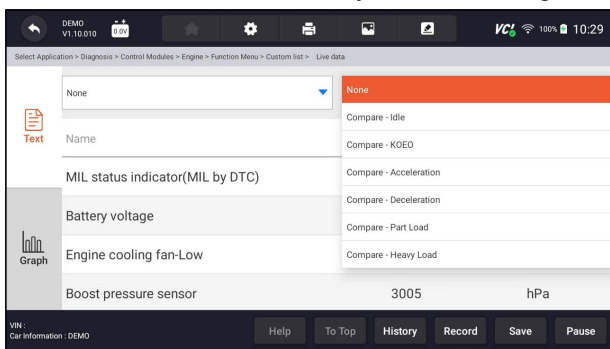 DEMO
V1.10.010
0.0V
VCI 100% 10:29
Select Application > Diagnosis > Control Modules > Engine > Function Menu > Custom list > Live data
None
None
Compare - Idle
Text
Name
Compare - KOEO
Compare - Acceleration
MIL status indicator(MIL by DTC)
Compare - Deceleration
Battery voltage
Compare - Part Load
Graph
Engine cooling fan-Low
Compare - Heavy Load
Boost pressure sensor 3005 hPa
VIN :
Car Information : DEMO
Help To Top History Record Save Pause